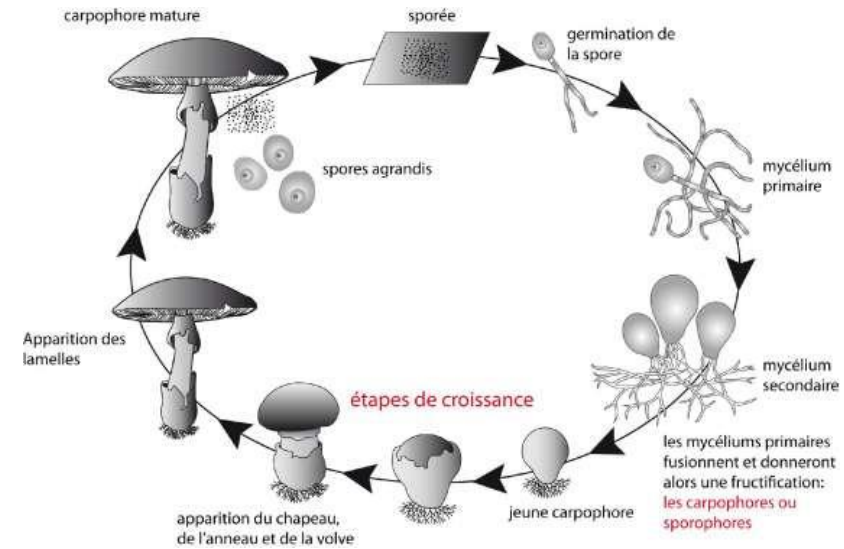 carpophore mature
sporée
germination de
la spore
spores agrandis
mycélium
primaire
Apparition des
lamelles
mycélium
secondaire
étapes de croissance
les mycéliums primaires
fusionnent et donneront
alors une fructification:
les carpophores ou
sporophores
jeune carpophore
apparition du chapeau,
de l'anneau et de la volve